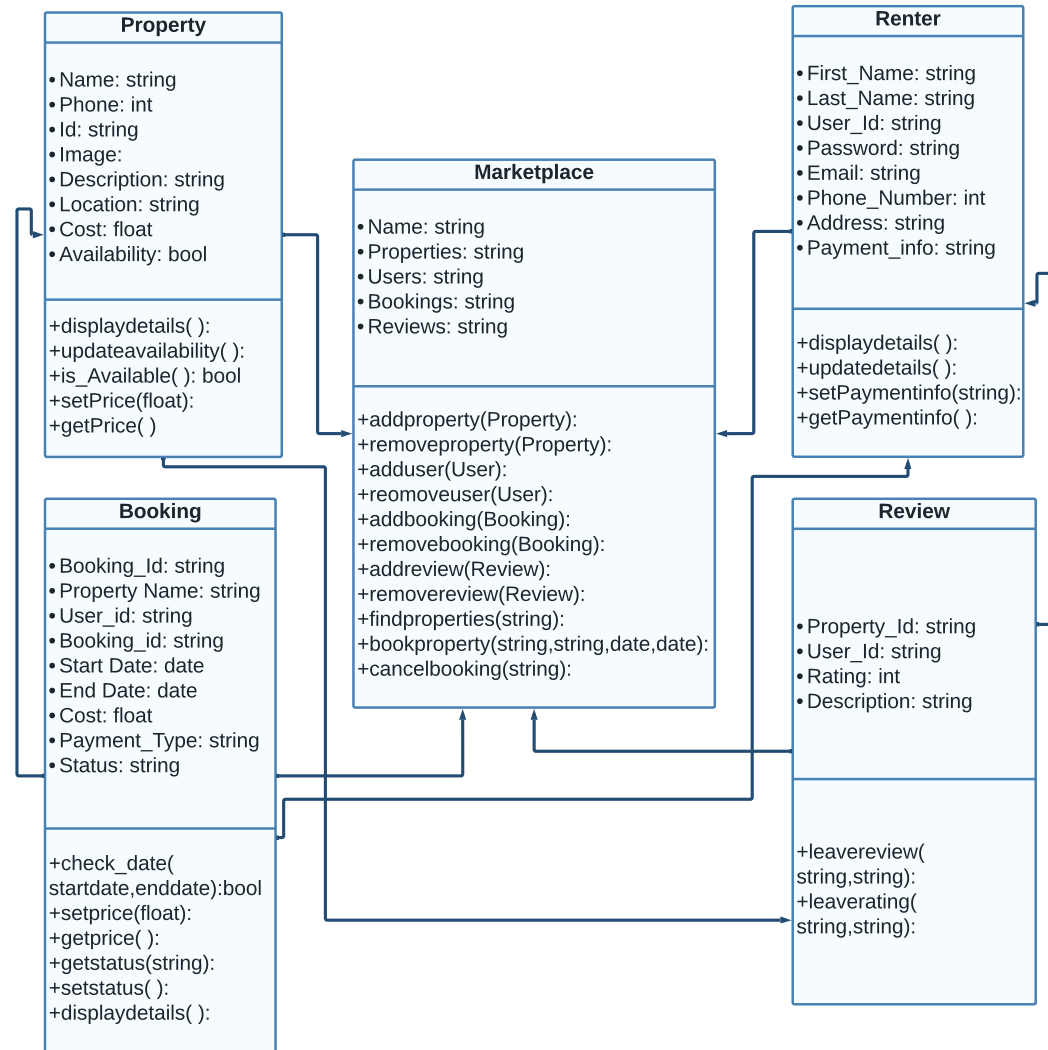 Property
• Name: string
• Phone: int
• Id: string
• Image:
• Description: string
• Location: string
• Cost: float
• Availability: bool
+displaydetails( ):
+updateavailability( ):
+is_Available( ): bool
+setPrice(float):
+getPrice( )
Marketplace
• Name: string
• Properties: string
• Users: string
• Bookings: string
• Reviews: string
+addproperty(Property):
+removeproperty(Property):
+adduser(User):
+reomoveuser(User):
+addbooking(Booking):
+removebooking(Booking):
+addreview(Review):
+removereview(Review):
+findproperties(string):
+bookproperty(string,string,date,date):
+cancelbooking(string):
Renter
• First_Name: string
• Last_Name: string
• User_Id: string
• Password: string
• Email: string
• Phone_Number: int
• Address: string
• Payment_info: string
+displaydetails( ):
+updatedetails( ):
+setPaymentinfo(string):
+getPaymentinfo( ):
Booking
• Booking_Id: string
• Property Name: string
• User_id: string
• Booking_id: string
• Start Date: date
• End Date: date
• Cost: float
• Payment_Type: string
• Status: string
+check_date(
startdate,enddate):bool
+setprice(float):
+getprice( ):
+getstatus(string):
+setstatus( ):
+displaydetails( ):
Review
• Property_Id: string
• User_Id: string
• Rating: int
• Description: string
+leavereview(
string,string):
+leaverating(
string,string):